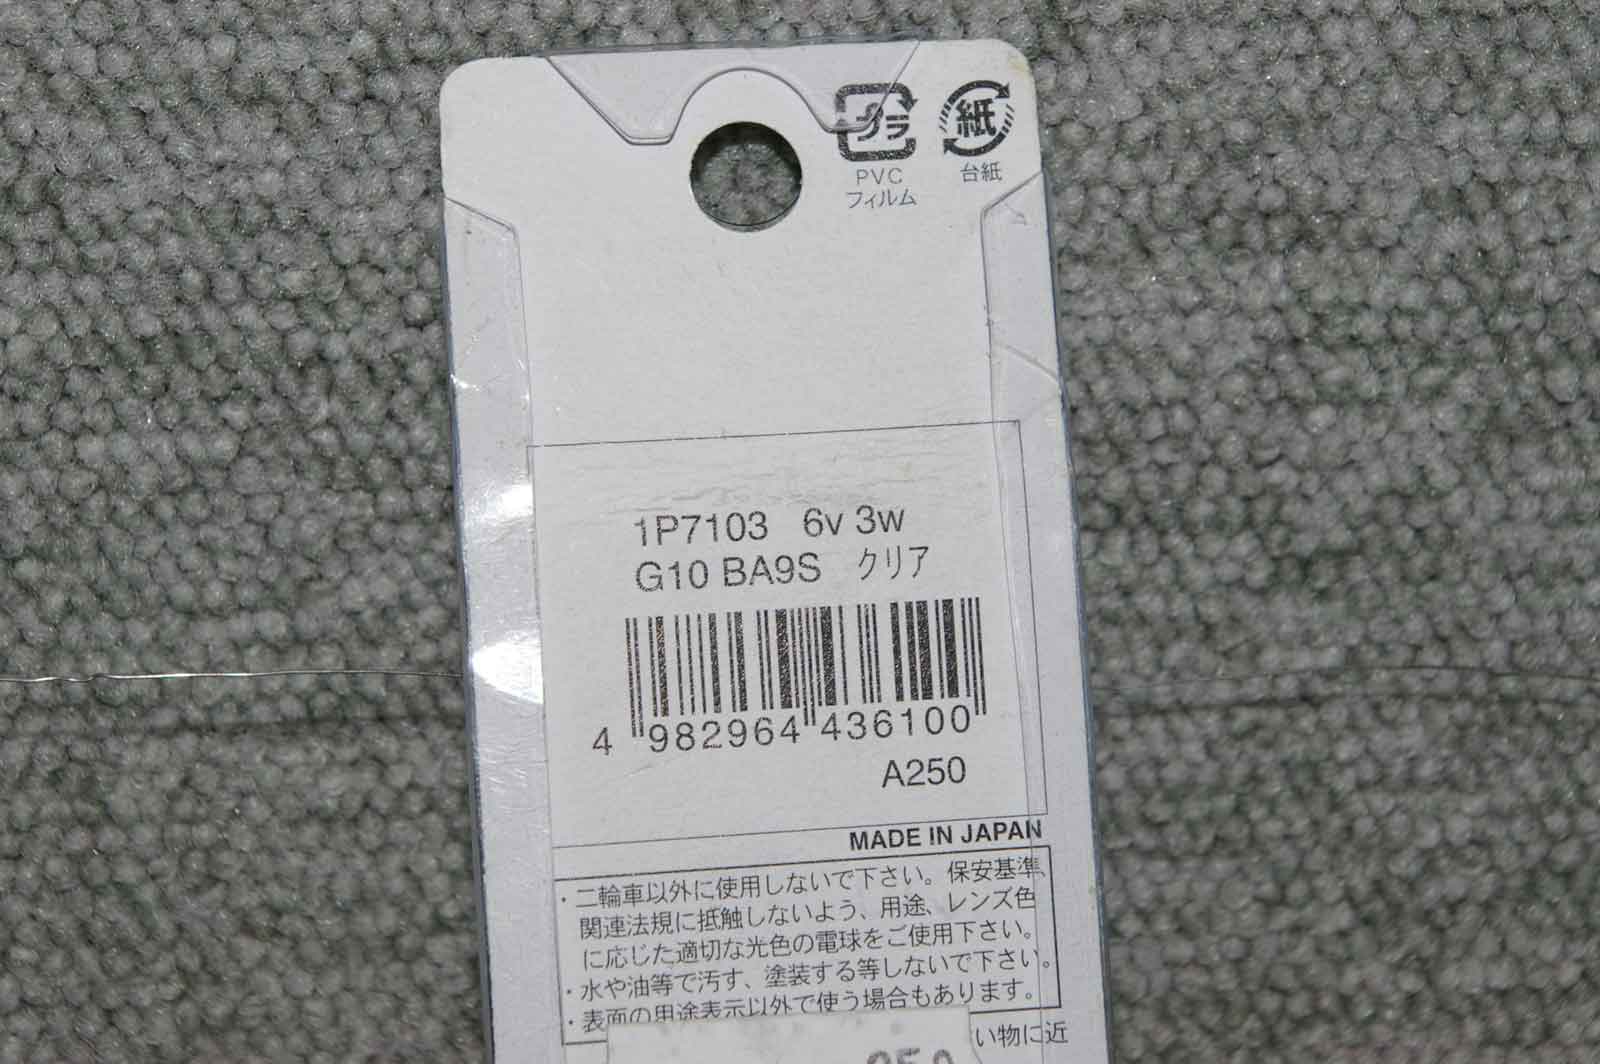 プラ 紙
PVC 台紙
フィルム
1P7103 6v 3w
G10 BA9S クリア
4 982964 436100
A250
MADE IN JAPAN
・二輪車以外に使用しないで下さい。保安基準、
関連法規に抵触しないよう、用途、レンズ色
に応じた適切な光色の電球をご使用下さい。
・水や油等で汚す、塗装する等しないで下さい。
・表面の用途表示以外で使う場合もあります。
い物に近